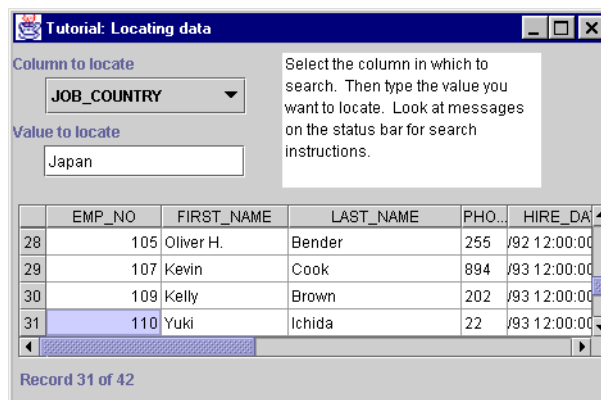 Tutorial: Locating data
Column to locate
JOB_COUNTRY
Value to locate
Japan
Select the column in which to
search. Then type the value you
want to locate. Look at messages
on the status bar for search
instructions.
EMP_NO FIRST_NAME LAST_NAME PHO... HIRE_DA
28 105 Oliver H. Bender 255 /92 12:00:00
29 107 Kevin Cook 894 /93 12:00:00
30 109 Kelly Brown 202 /93 12:00:00
31 110 Yuki Ichida 22 /93 12:00:00
Record 31 of 42